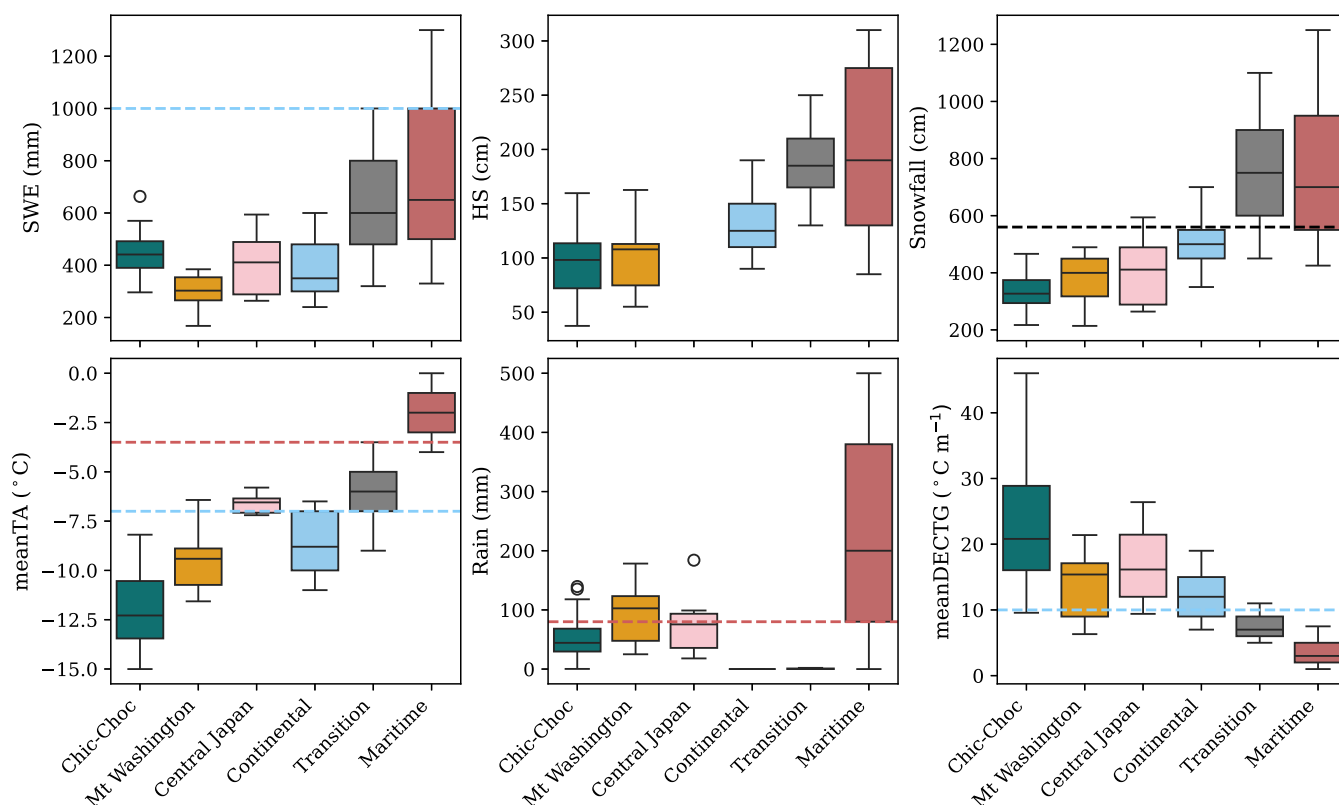 SWE (mm)
1200
1000
800
600
400
200
HS (cm)
300
250
200
150
100
50
Snowfall (cm)
1200
1000
800
600
400
200
meanTA (°C)
0.0
−2.5
−5.0
−7.5
−10.0
−12.5
−15.0
Rain (mm)
500
400
300
200
100
0
meanDECTG (°C m⁻¹)
40
30
20
10
0
Chic-Choc
Mt Washington
Central Japan
Continental
Transition
Maritime
Chic-Choc
Mt Washington
Central Japan
Continental
Transition
Maritime
Chic-Choc
Mt Washington
Central Japan
Continental
Transition
Maritime